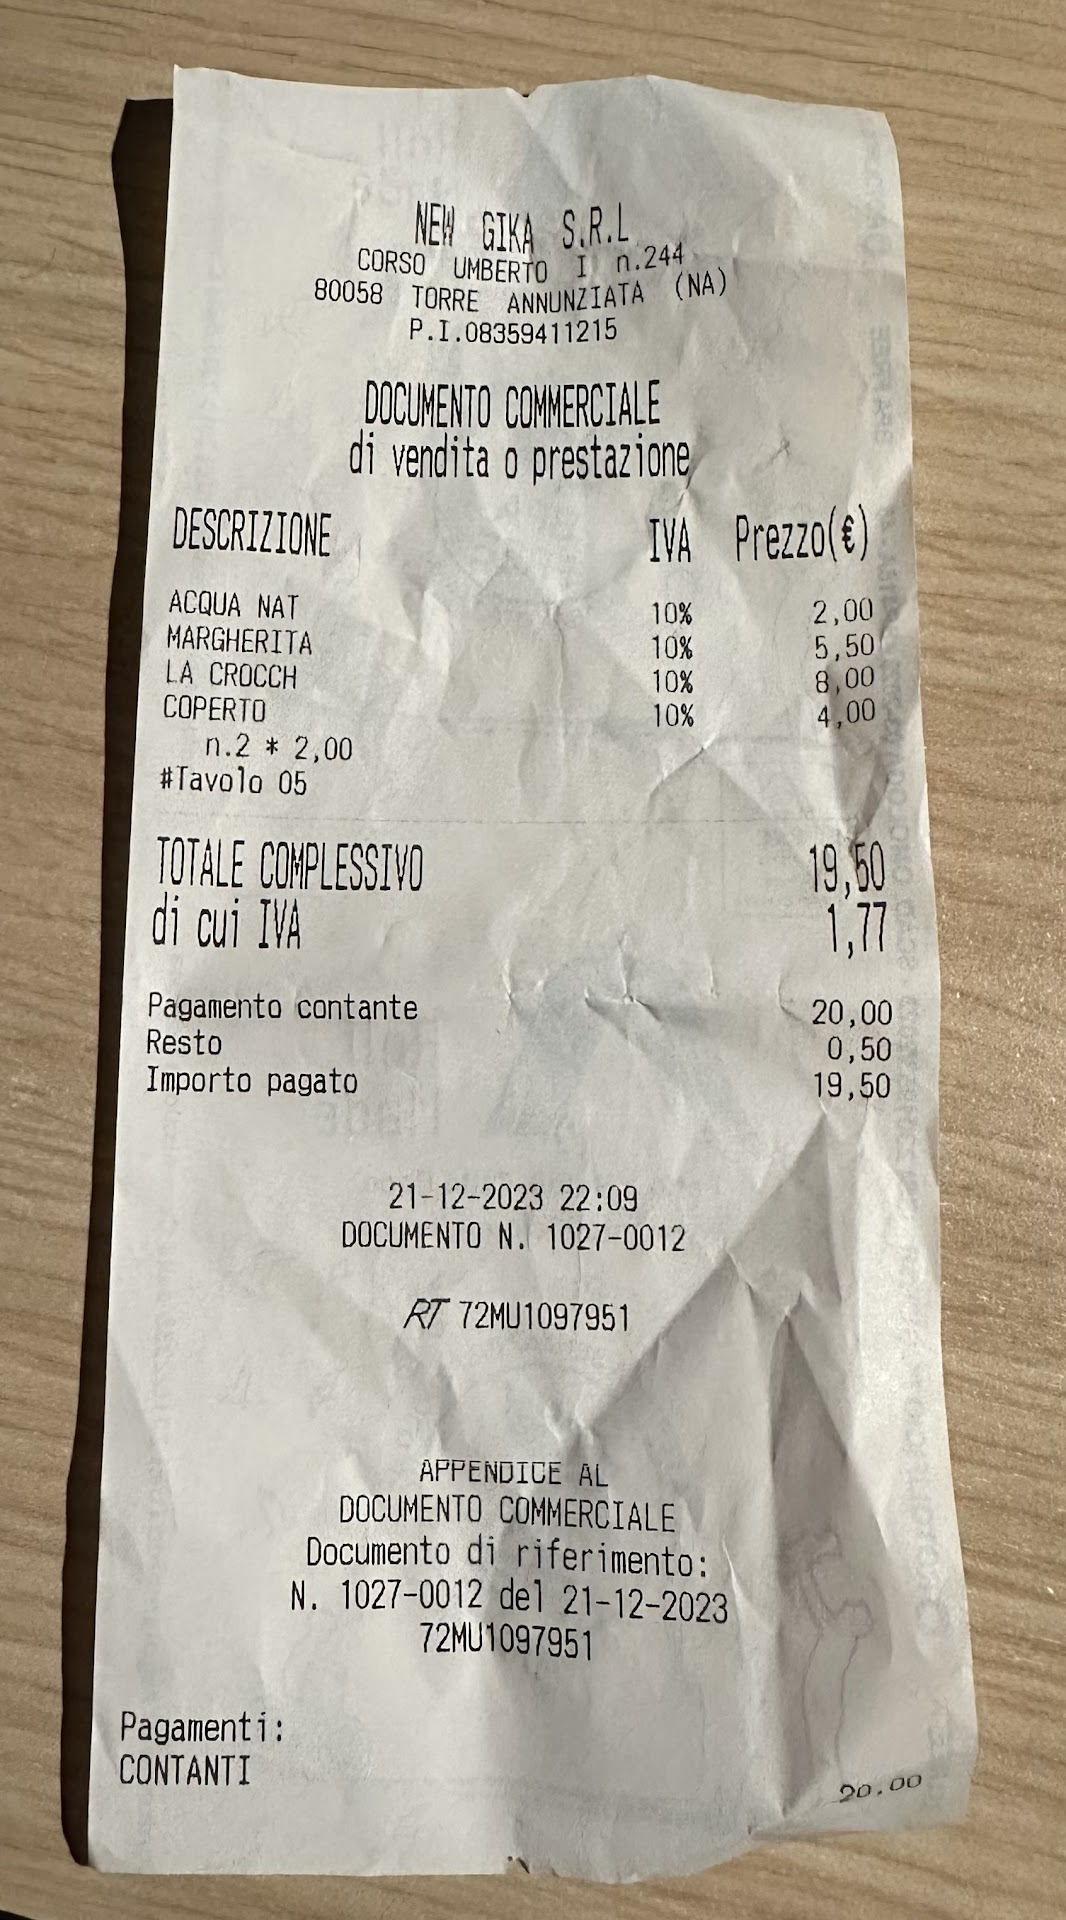 NEW GIKA S.R.L
CORSO UMBERTO I n.244
80058 TORRE ANNUNZIATA (NA)
P.I.08359411215
DOCUMENTO COMMERCIALE
di vendita o prestazione
DESCRIZIONE IVA Prezzo(€)
ACQUA NAT 10% 2,00
MARGHERITA 10% 5,50
LA CROCCH 10% 8,00
COPERTO 10% 4,00
n.2 * 2,00
#Tavolo 05
TOTALE COMPLESSIVO 19,50
di cui IVA 1,77
Pagamento contante 20,00
Resto 0,50
Importo pagato 19,50
21-12-2023 22:09
DOCUMENTO N. 1027-0012
RT 72MU1097951
APPENDICE AL
DOCUMENTO COMMERCIALE
Documento di riferimento:
N. 1027-0012 del 21-12-2023
72MU1097951
Pagamenti:
CONTANTI 20.00